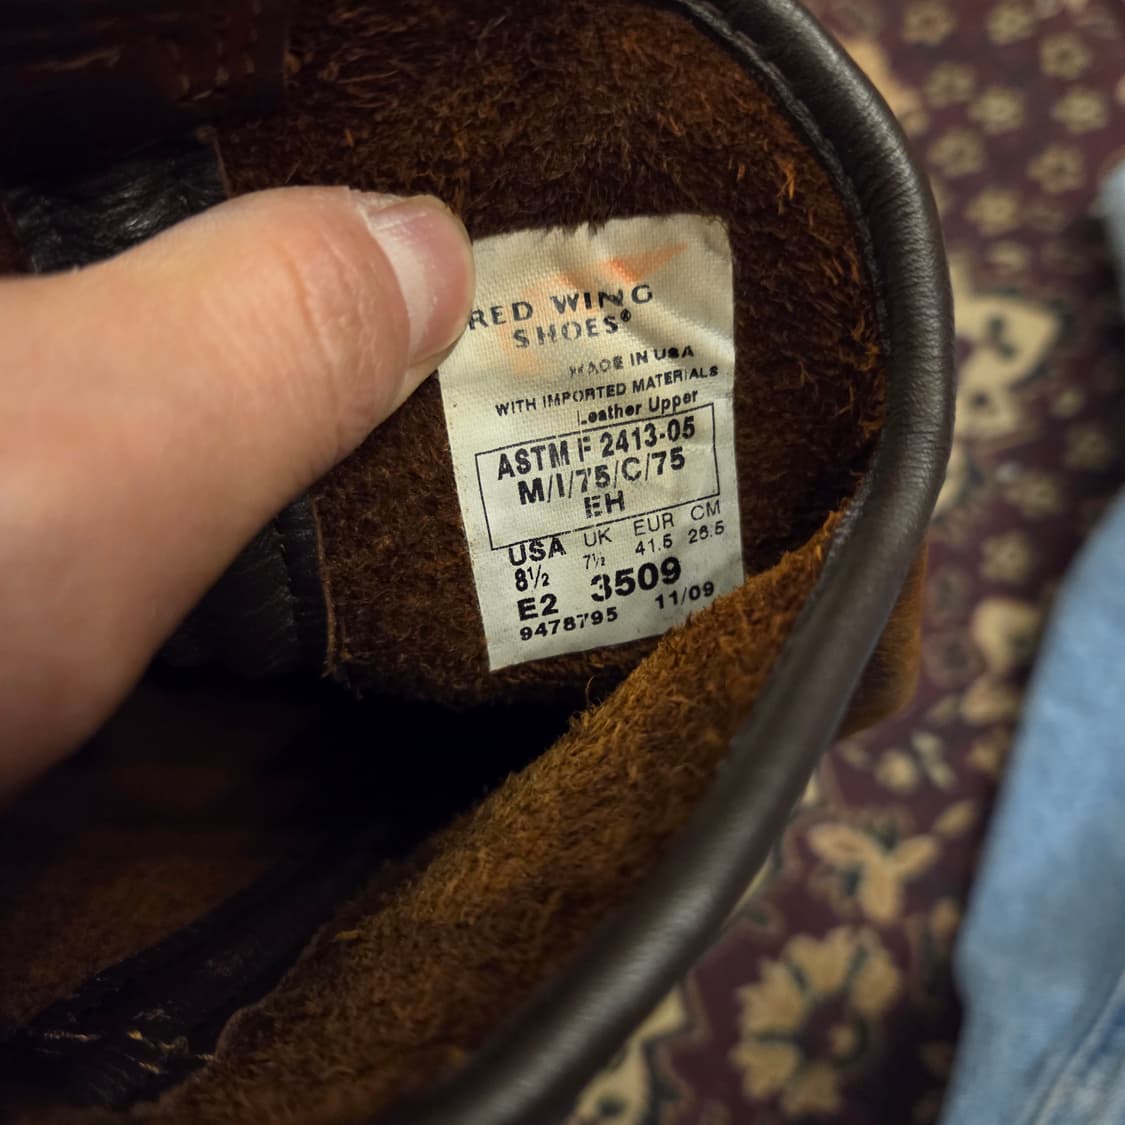 RED WING
SHOES®
MADE IN USA
WITH IMPORTED MATERIALS
Leather Upper
ASTM F 2413-05
M/I/75/C/75
EH
USA UK EUR CM
8½ 7½ 41.5 26.5
E2 3509
9478795 11/09